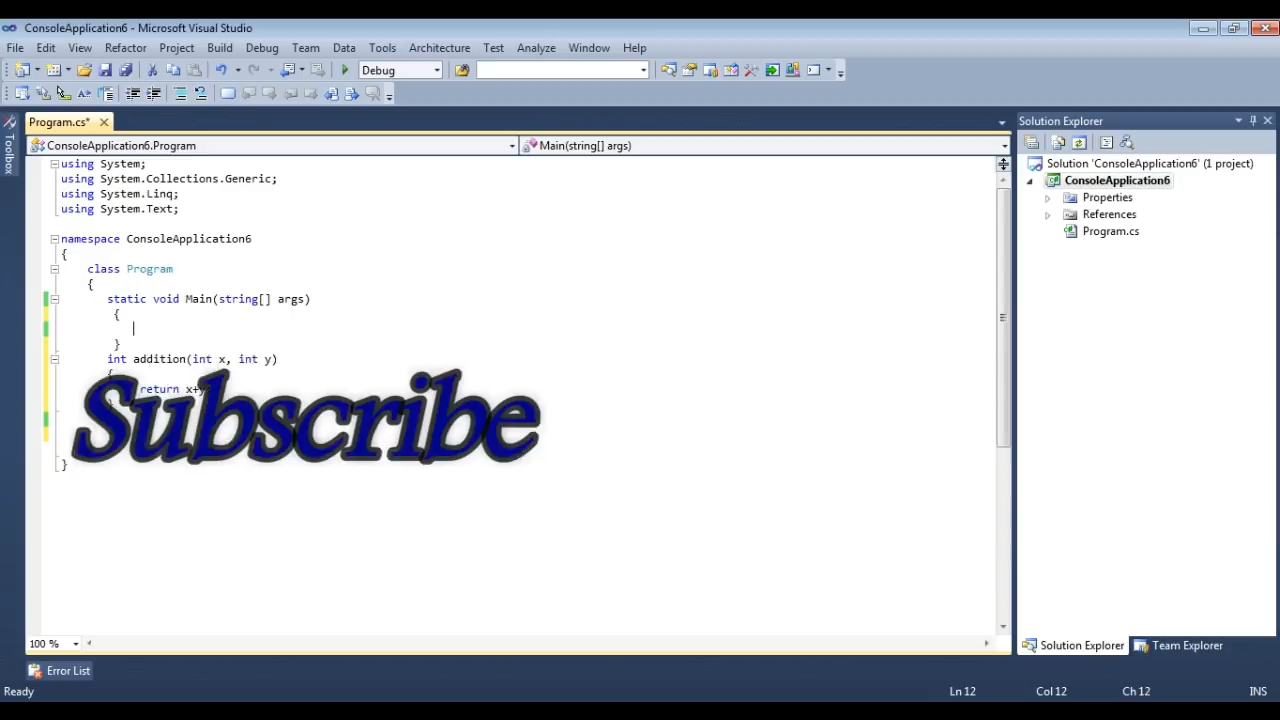 ConsoleApplication6 - Microsoft Visual Studio
File Edit View Refactor Project Build Debug Team Data Tools Architecture Test Analyze Window Help
Debug
Program.cs* 
ConsoleApplication6.Program Main(string[] args)
using System;
using System.Collections.Generic;
using System.Linq;
using System.Text;
namespace ConsoleApplication6
{
class Program
{
static void Main(string[] args)
{
}
int addition(int x, int y)
{
return x+y
Subscribe
}
100 %
Toolbox
Solution Explorer
Solution 'ConsoleApplication6' (1 project)
ConsoleApplication6
Properties
References
Program.cs
Solution Explorer Team Explorer
Error List
Ready Ln 12 Col 12 Ch 12 INS